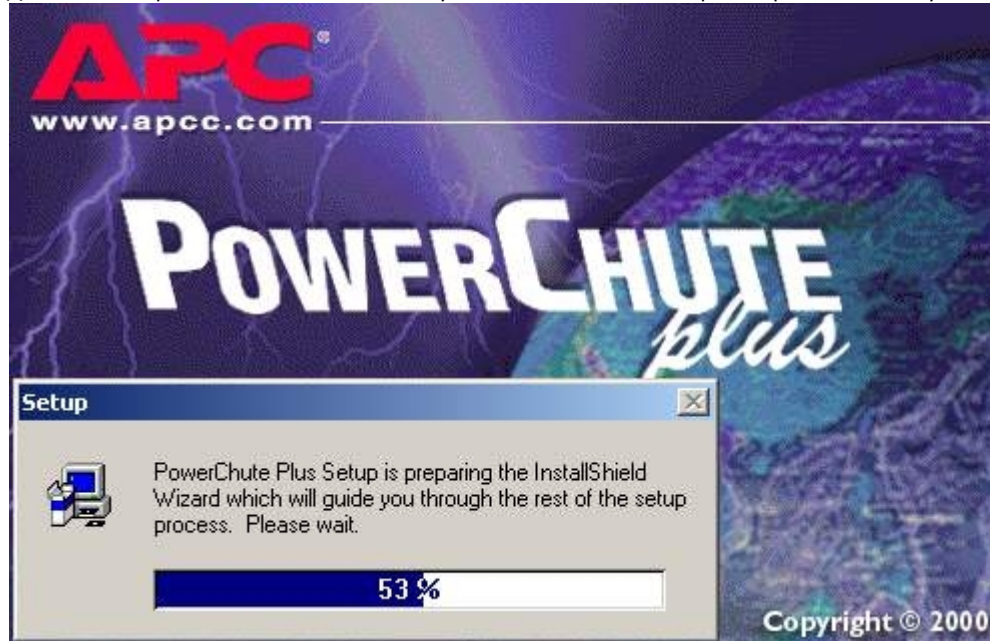 APC®
www.apcc.com
POWERCHUTE
plus
Setup
PowerChute Plus Setup is preparing the InstallShield
Wizard which will guide you through the rest of the setup
process. Please wait.
53 %
Copyright © 2000